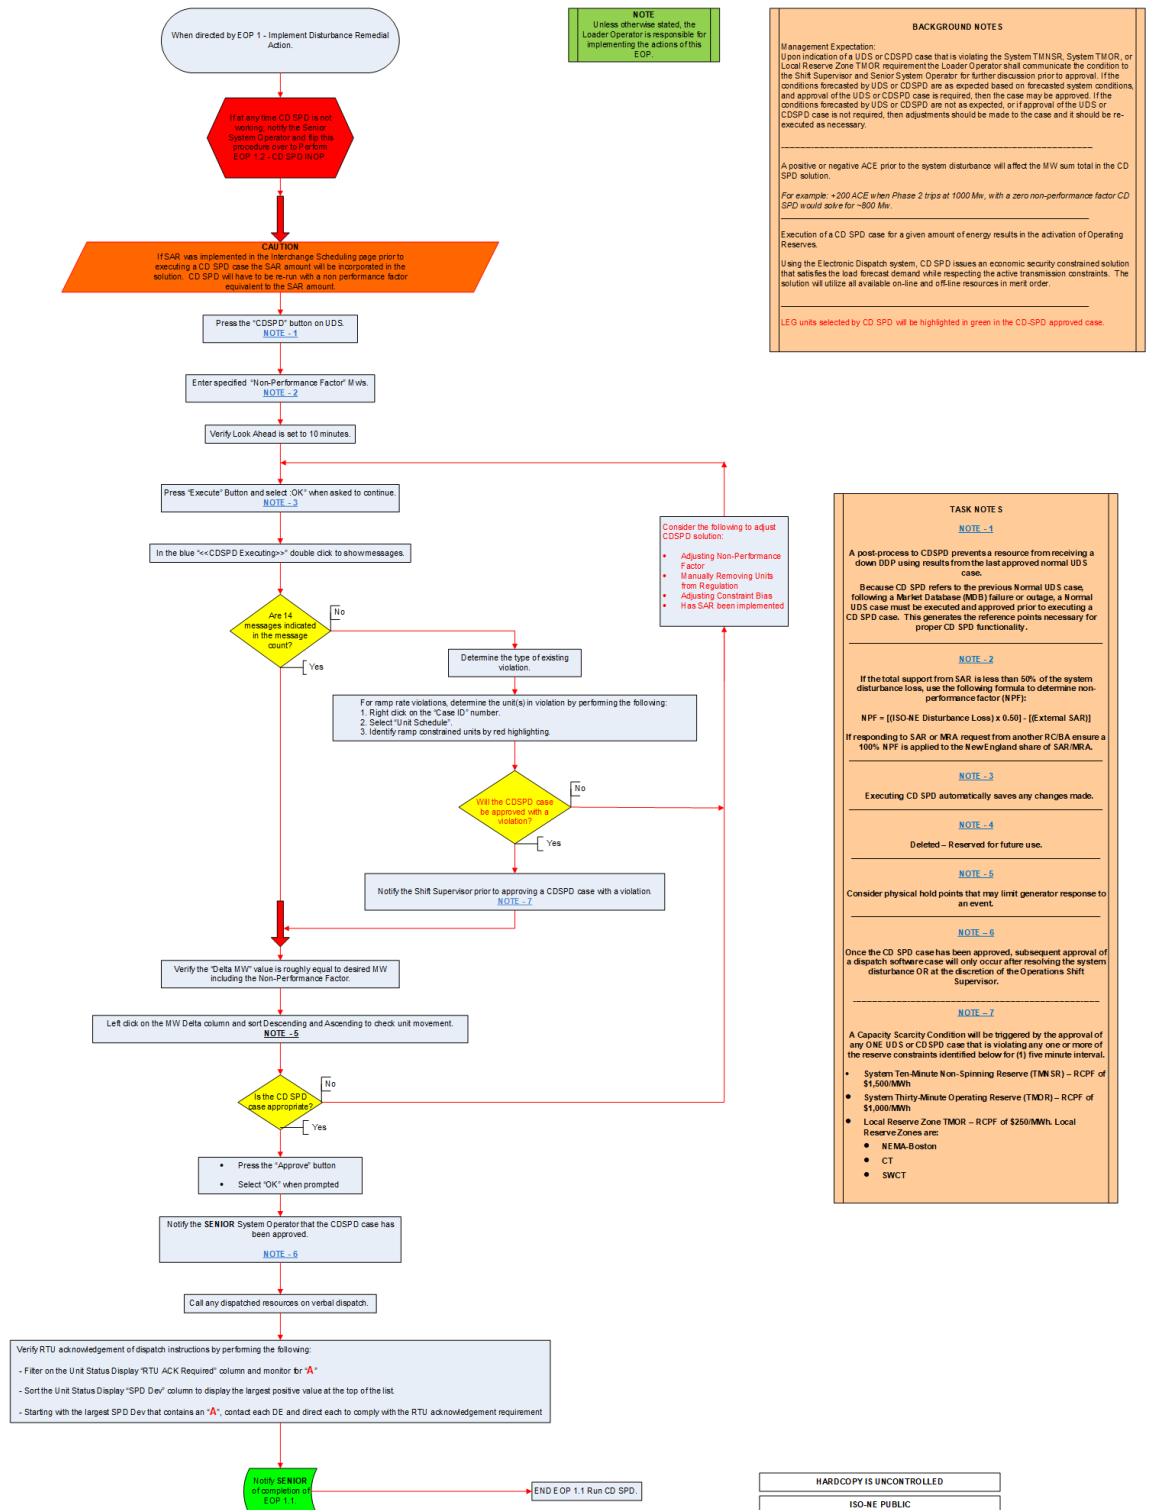 When directed by EOP 1 - Implement Disturbance Remedial
Action.
NOTE
Unless otherwise stated, the
Loader Operator is responsible for
implementing the actions of this
EOP.
If at any time CD SPD is not
working, notify the Senior
System Operator and flip this
procedure over to Perform
EOP 1.2 - CD SPD INOP.
CAUTION
If SAR was implemented in the Interchange Scheduling page prior to
executing a CD SPD case the SAR amount will be incorporated in the
solution. CD SPD will have to be re-run with a non performance factor
equivalent to the SAR amount.
Press the "CDSPD" button on UDS.
NOTE - 1
Enter specified "Non-Performance Factor" Mws.
NOTE - 2
Verify Look Ahead is set to 10 minutes.
Press "Execute" Button and select :OK" when asked to continue.
NOTE - 3
In the blue "<<CDSPD Executing>>" double click to show messages.
Are 14
messages indicated
in the message
count?
No
Yes
Determine the type of existing
violation.
For ramp rate violations, determine the unit(s) in violation by performing the following:
1. Right click on the "Case ID" number.
2. Select "Unit Schedule".
3. Identify ramp constrained units by red highlighting.
Will the CDSPD case
be approved with a
violation?
No
Yes
Notify the Shift Supervisor prior to approving a CDSPD case with a violation.
NOTE - 7
Consider the following to adjust
CDSPD solution:
• Adjusting Non-Performance
Factor
• Manually Removing Units
from Regulation
• Adjusting Constraint Bias
• Has SAR been implemented
Verify the "Delta MW" value is roughly equal to desired MW
including the Non-Performance Factor.
Left click on the MW Delta column and sort Descending and Ascending to check unit movement.
NOTE - 5
Is the CD SPD
case appropriate?
No
Yes
• Press the "Approve" button
• Select "OK" when prompted
Notify the SENIOR System Operator that the CDSPD case has
been approved.
NOTE - 6
Call any dispatched resources on verbal dispatch.
Verify RTU acknowledgement of dispatch instructions by performing the following:
- Filter on the Unit Status Display "RTU ACK Required" column and monitor for "A"
- Sort the Unit Status Display "SPD Dev" column to display the largest positive value at the top of the list.
- Starting with the largest SPD Dev that contains an "A", contact each DE and direct each to comply with the RTU acknowledgement requirement
Notify SENIOR
of completion of
EOP 1.1.
END EOP 1.1 Run CD SPD.
BACKGROUND NOTES
Management Expectation:
Upon indication of a UDS or CDSPD case that is violating the System TMNSR, System TMOR, or
Local Reserve Zone TMOR requirement the Loader Operator shall communicate the condition to
the Shift Supervisor and Senior System Operator for further discussion prior to approval. If the
conditions forecasted by UDS or CDSPD are as expected based on forecasted system conditions,
and approval of the UDS or CDSPD case is required, then the case may be approved. If the
conditions forecasted by UDS or CDSPD are not as expected, or if approval of the UDS or
CDSPD case is not required, then adjustments should be made to the case and it should be re-
executed as necessary.
A positive or negative ACE prior to the system disturbance will affect the MW sum total in the CD
SPD solution.
For example: +200 ACE when Phase 2 trips at 1000 Mw, with a zero non-performance factor CD
SPD would solve for ~800 Mw.
Execution of a CD SPD case for a given amount of energy results in the activation of Operating
Reserves.
Using the Electronic Dispatch system, CD SPD issues an economic security constrained solution
that satisfies the load forecast demand while respecting the active transmission constraints. The
solution will utilize all available on-line and off-line resources in merit order.
LEG units selected by CD SPD will be highlighted in green in the CD-SPD approved case.
TASK NOTES
NOTE - 1
A post-process to CDSPD prevents a resource from receiving a
down DDP using results from the last approved normal UDS
case.
Because CD SPD refers to the previous Normal UDS case,
following a Market Database (MDB) failure or outage, a Normal
UDS case must be executed and approved prior to executing a
CD SPD case. This generates the reference points necessary for
proper CD SPD functionality.
NOTE - 2
If the total support from SAR is less than 50% of the system
disturbance loss, use the following formula to determine non-
performance factor (NPF):
NPF = [(ISO-NE Disturbance Loss) x 0.50] - [(External SAR)]
If responding to SAR or MRA request from another RC/BA ensure a
100% NPF is applied to the New England share of SAR/MRA.
NOTE - 3
Executing CD SPD automatically saves any changes made.
NOTE - 4
Deleted – Reserved for future use.
NOTE - 5
Consider physical hold points that may limit generator response to
an event.
NOTE – 6
Once the CD SPD case has been approved, subsequent approval of
a dispatch software case will only occur after resolving the system
disturbance OR at the discretion of the Operations Shift
Supervisor.
NOTE – 7
A Capacity Scarcity Condition will be triggered by the approval of
any ONE UDS or CDSPD case that is violating any one or more of
the reserve constraints identified below for (1) five minute interval.
• System Ten-Minute Non-Spinning Reserve (TMNSR) – RCPF of
$1,500/MWh
• System Thirty-Minute Operating Reserve (TMOR) – RCPF of
$1,000/MWh
• Local Reserve Zone TMOR – RCPF of $250/MWh. Local
Reserve Zones are:
• NEMA-Boston
• CT
• SWCT
HARDCOPY IS UNCONTROLLED
ISO-NE PUBLIC